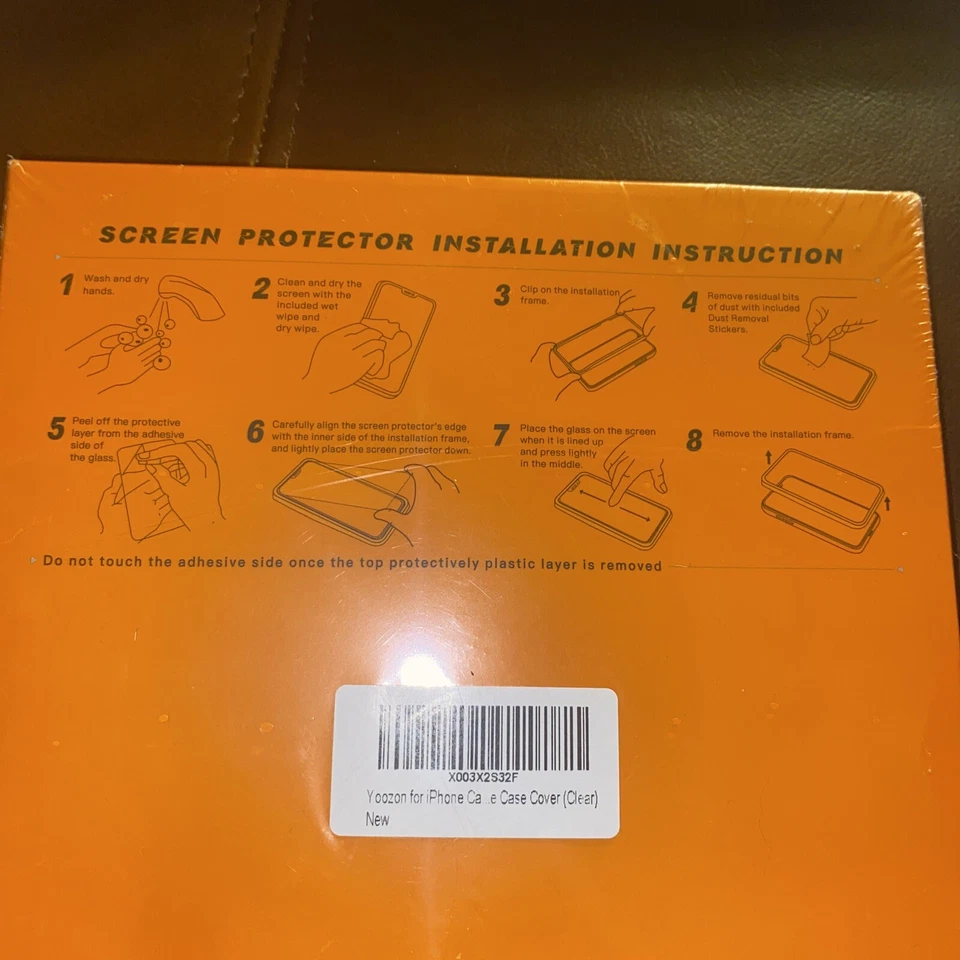 SCREEN PROTECTOR INSTALLATION INSTRUCTION
1 Wash and dry
hands.
2 Clean and dry the
screen with the
included wet
wipe and
dry wipe.
3 Clip on the installation
frame.
4 Remove residual bits
of dust with included
Dust Removal
Stickers.
5 Peel off the protective
layer from the adhesive
side of
the glass.
6 Carefully align the screen protector's edge
with the inner side of the installation frame,
and lightly place the screen protector down.
7 Place the glass on the screen
when it is lined up
and press lightly
in the middle.
8 Remove the installation frame.
Do not touch the adhesive side once the top protectively plastic layer is removed
X003X2S32F
Yoozon for iPhone Ca...e Case Cover (Clear)
New